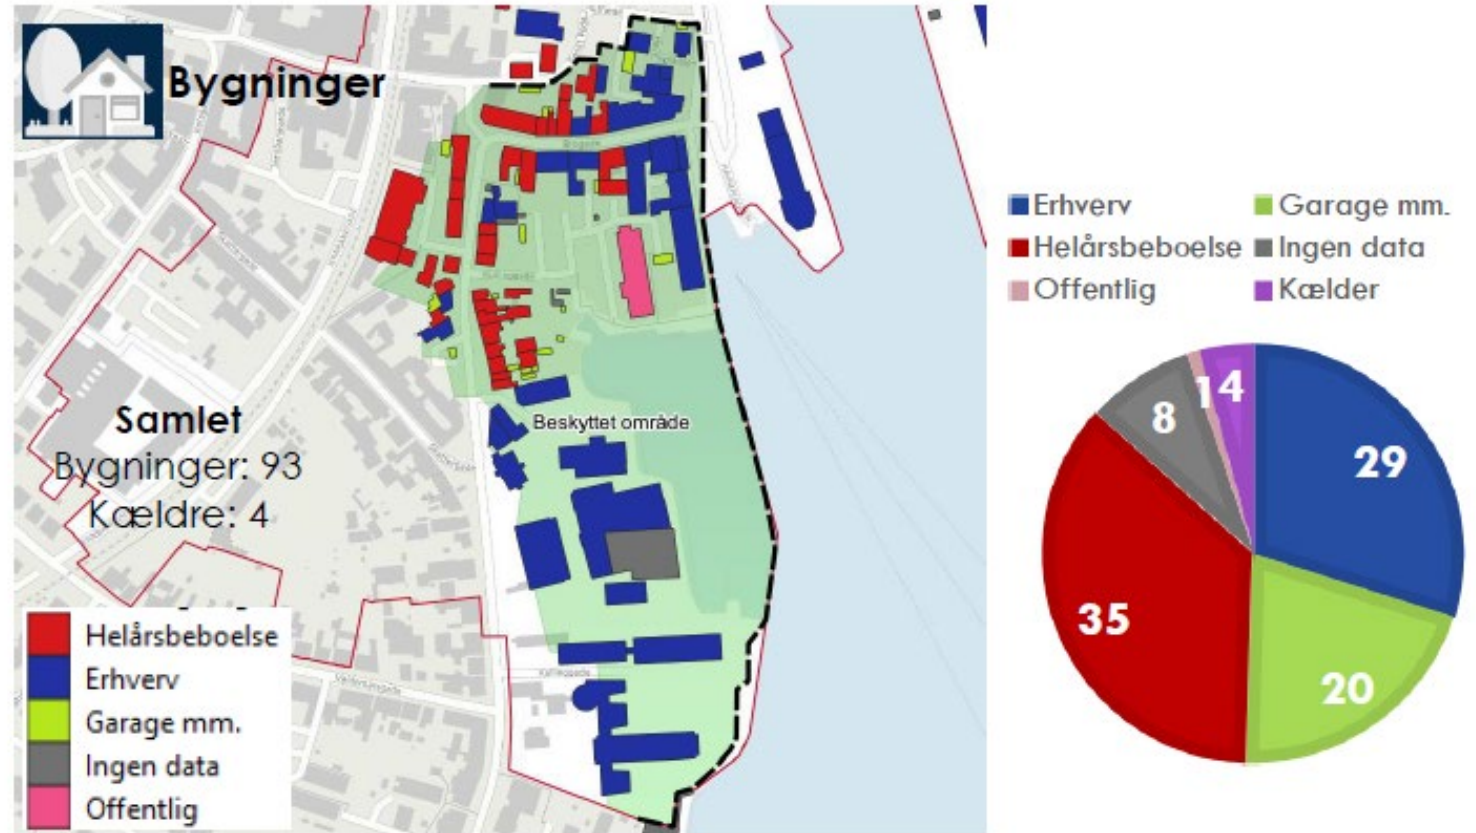 Bygninger
Beskyttet område
Samlet
Bygninger: 93
Kældre: 4
Helårsbeboelse
Erhverv
Garage mm.
Ingen data
Offentlig
Erhverv
Garage mm.
Helårsbeboelse
Ingen data
Offentlig
Kælder
29
20
35
8
1
4